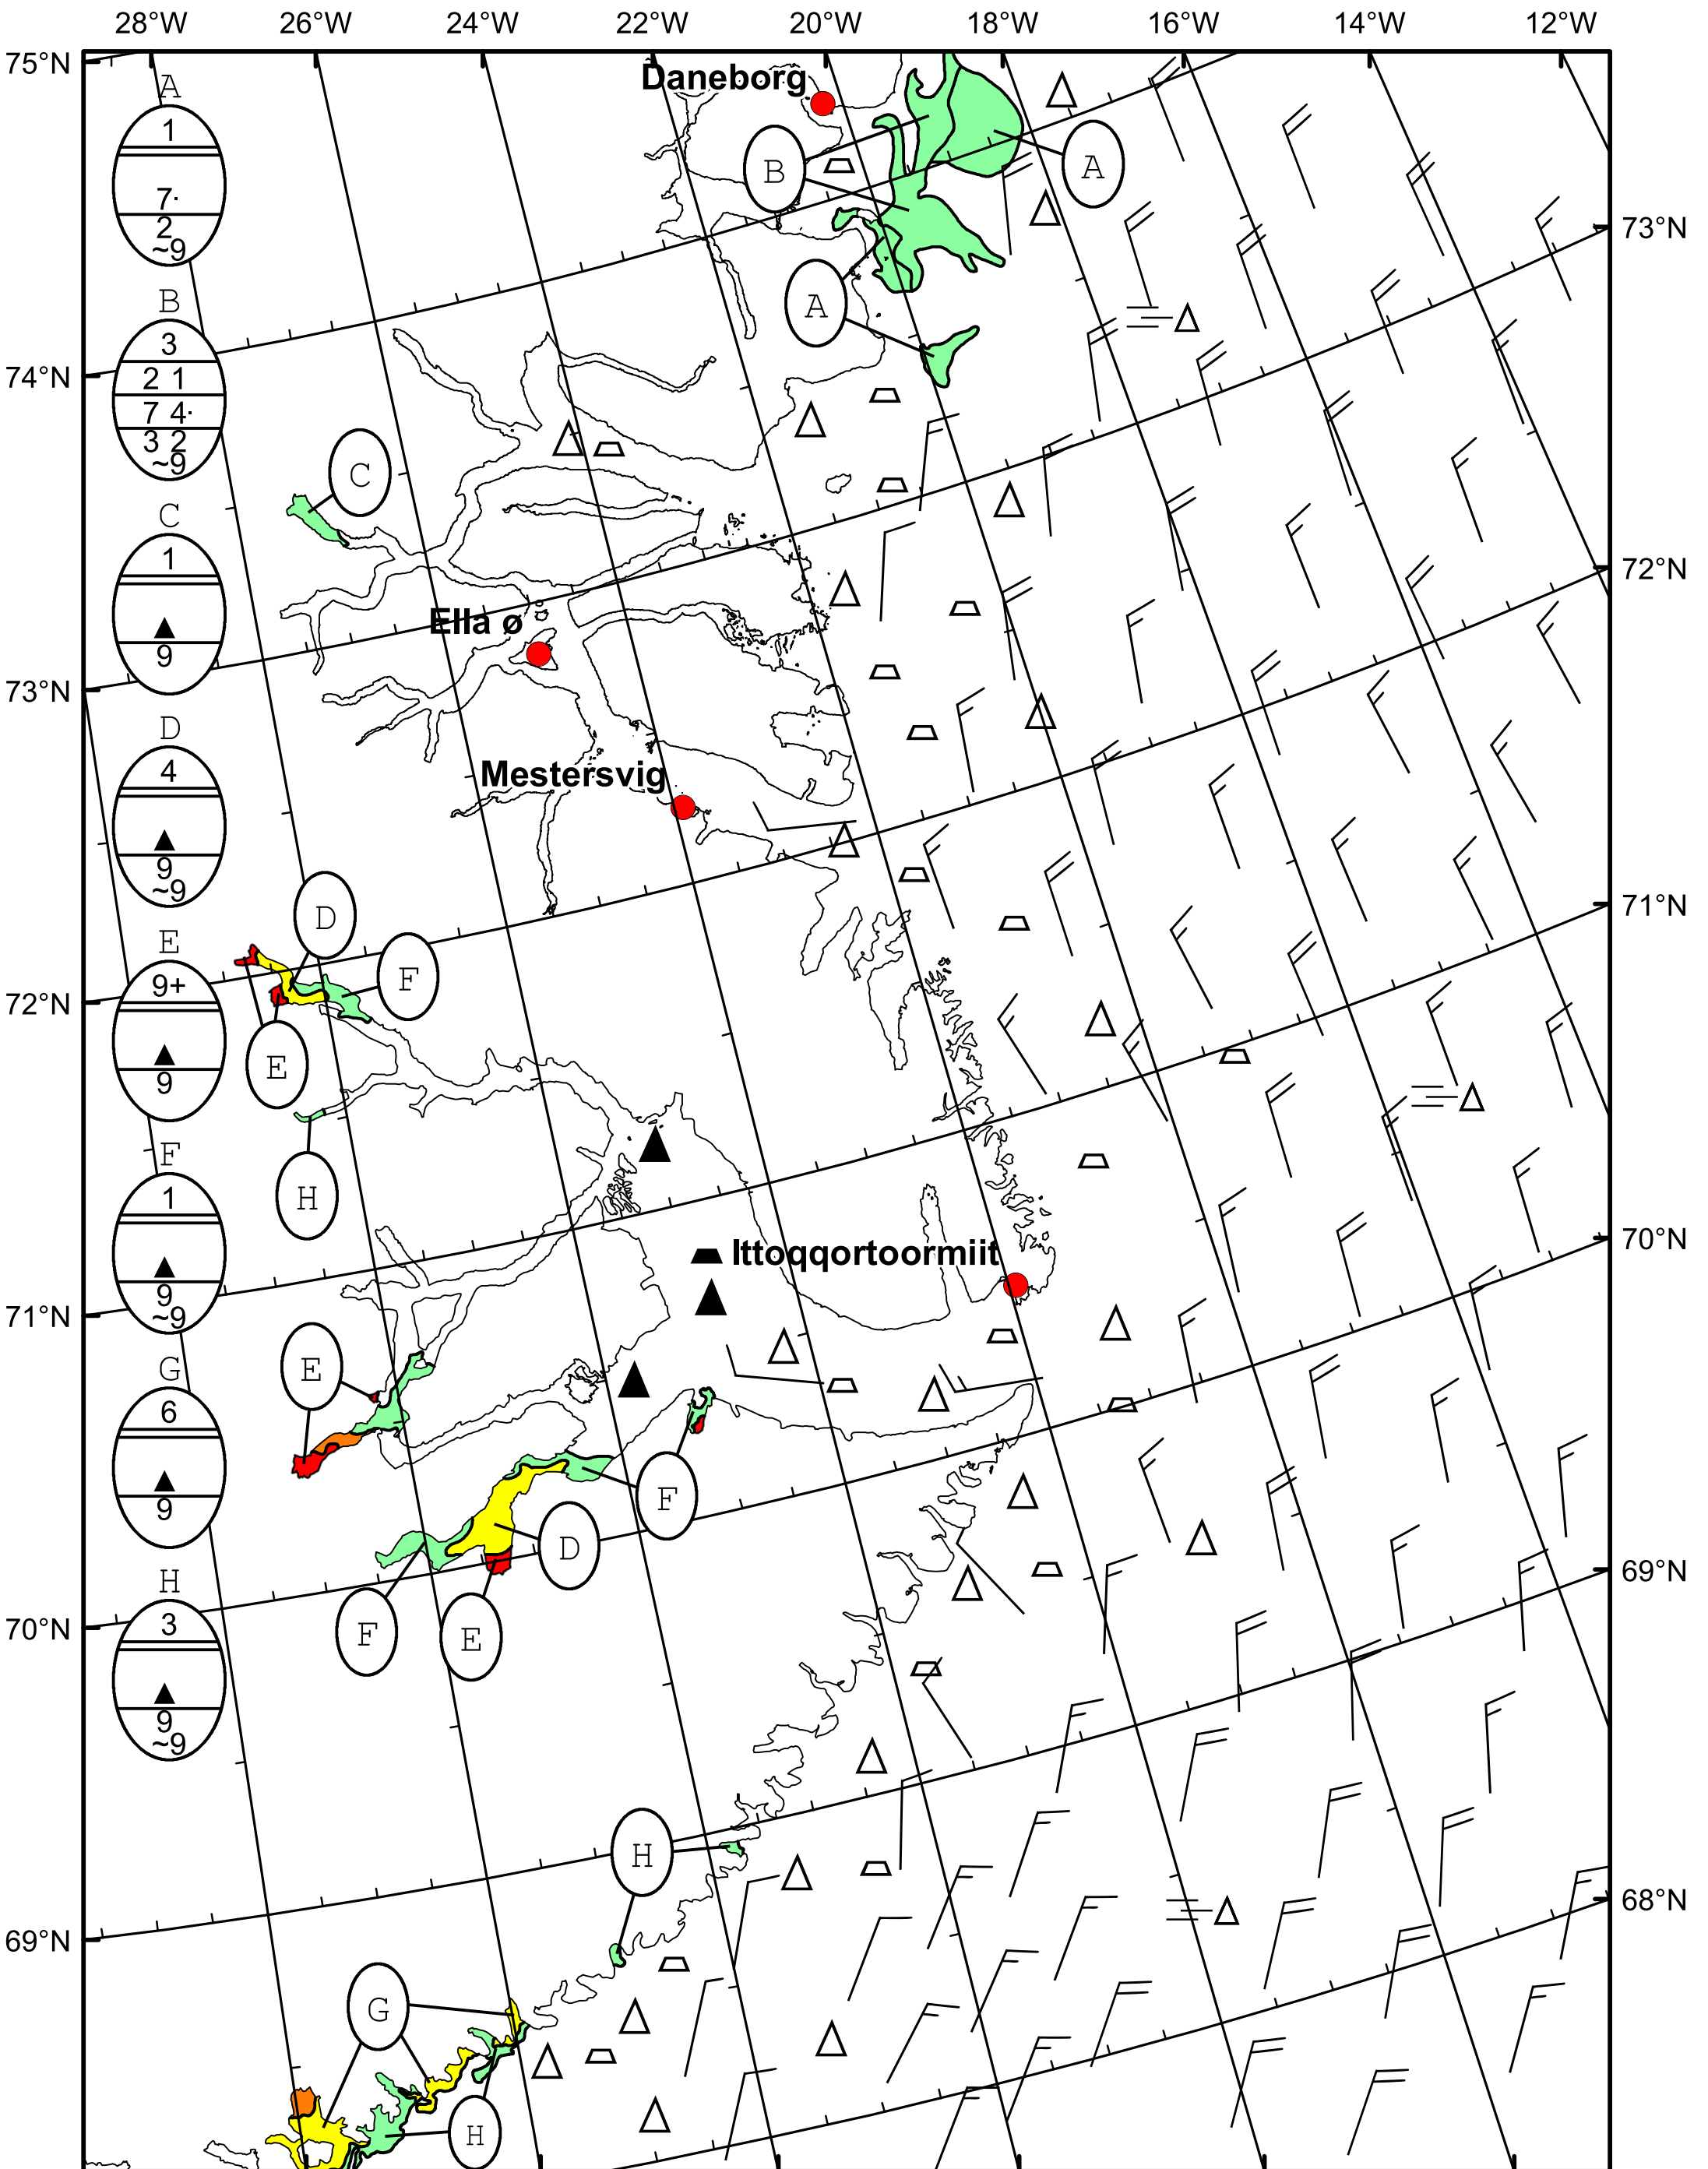 28°W 26°W 24°W 22°W 20°W 18°W 16°W 14°W 12°W
75°N
Daneborg
A
1
7·
2
~9
B
A
73°N
B
3
2 1
7 4·
3 2
~9
A
74°N
C
C
1
9
72°N
Ella ø
73°N
D
4
9
~9
Mestersvig
71°N
D
E
9+
9
F
72°N
E
F
1
9
~9
H
Ittoqqortoormiit
70°N
71°N
E
G
6
9
F
D
69°N
H
3
9
~9
70°N
F
E
H
68°N
69°N
G
H